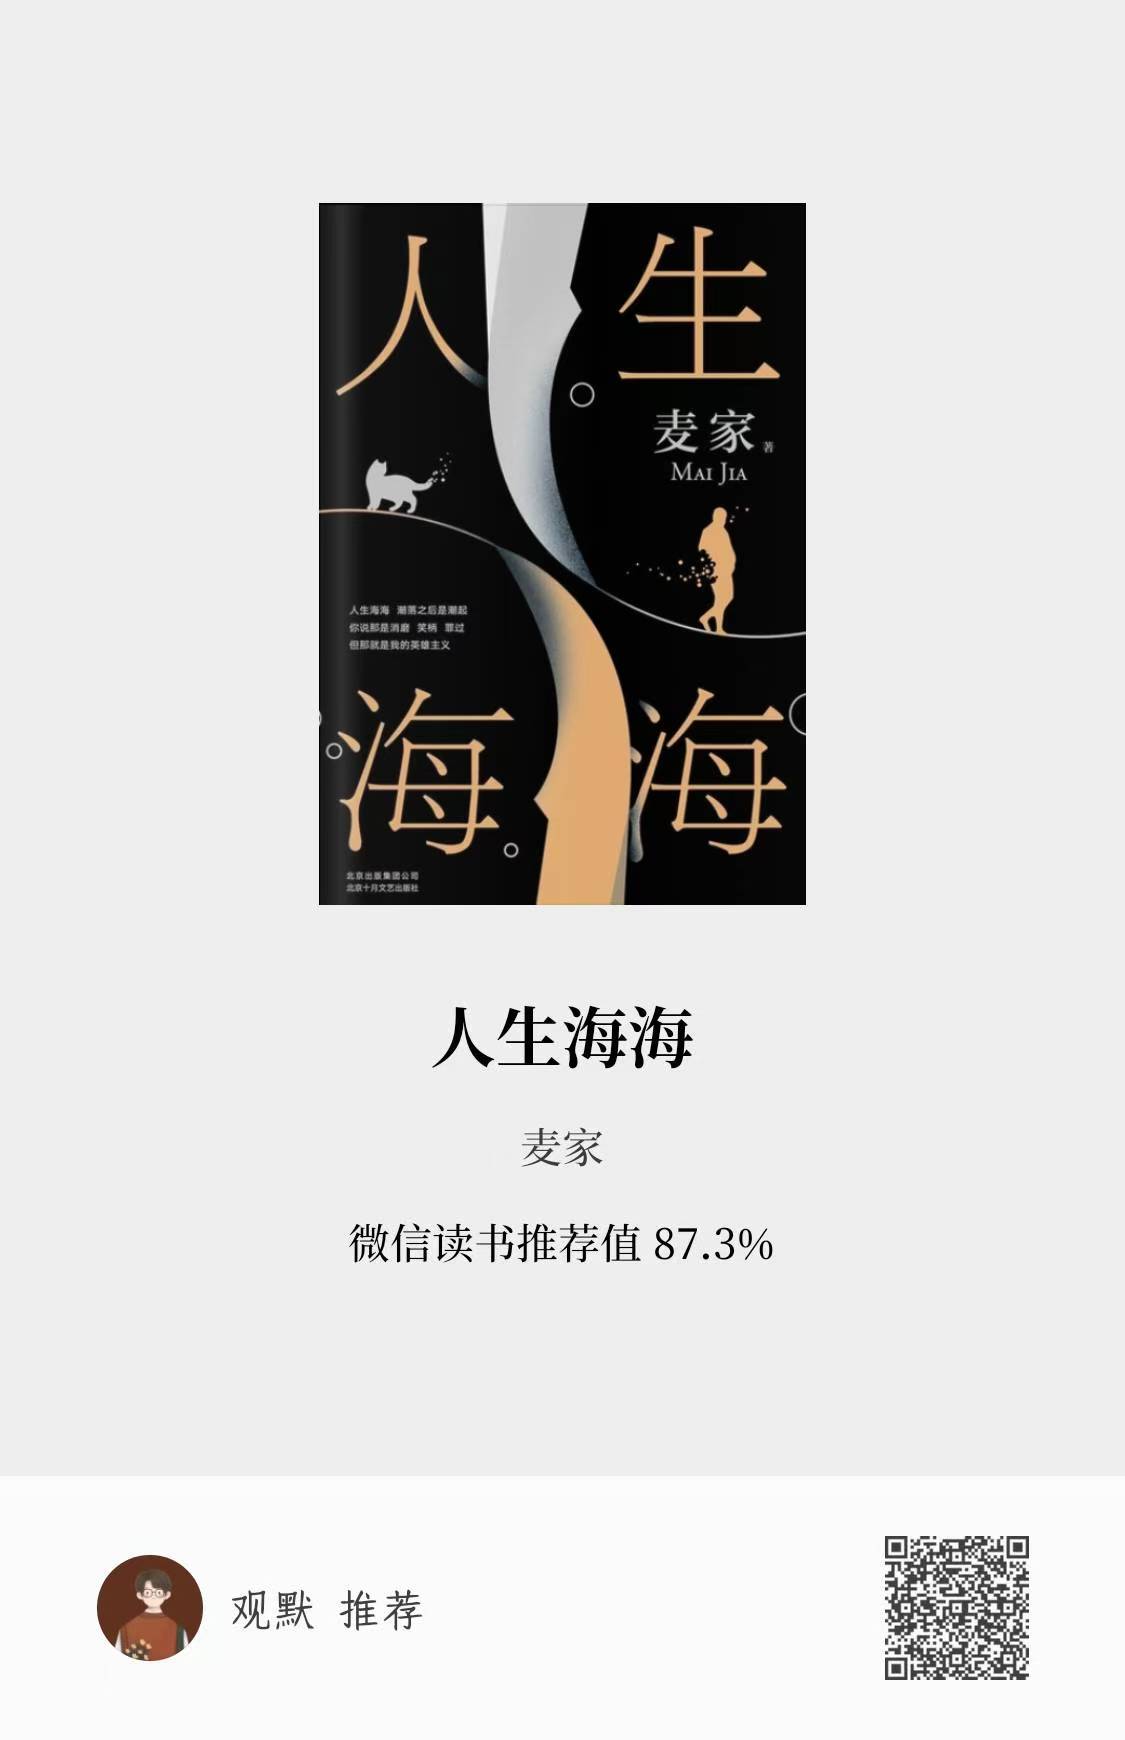 人生
麦家 著
MAI JIA
人生海海 潮落之后是潮起
你说那是消磨 笑柄 罪过
但那就是我的英雄主义
海海
北京出版集团公司
北京十月文艺出版社
人生海海
麦家
微信读书推荐值 87.3%
观默 推荐